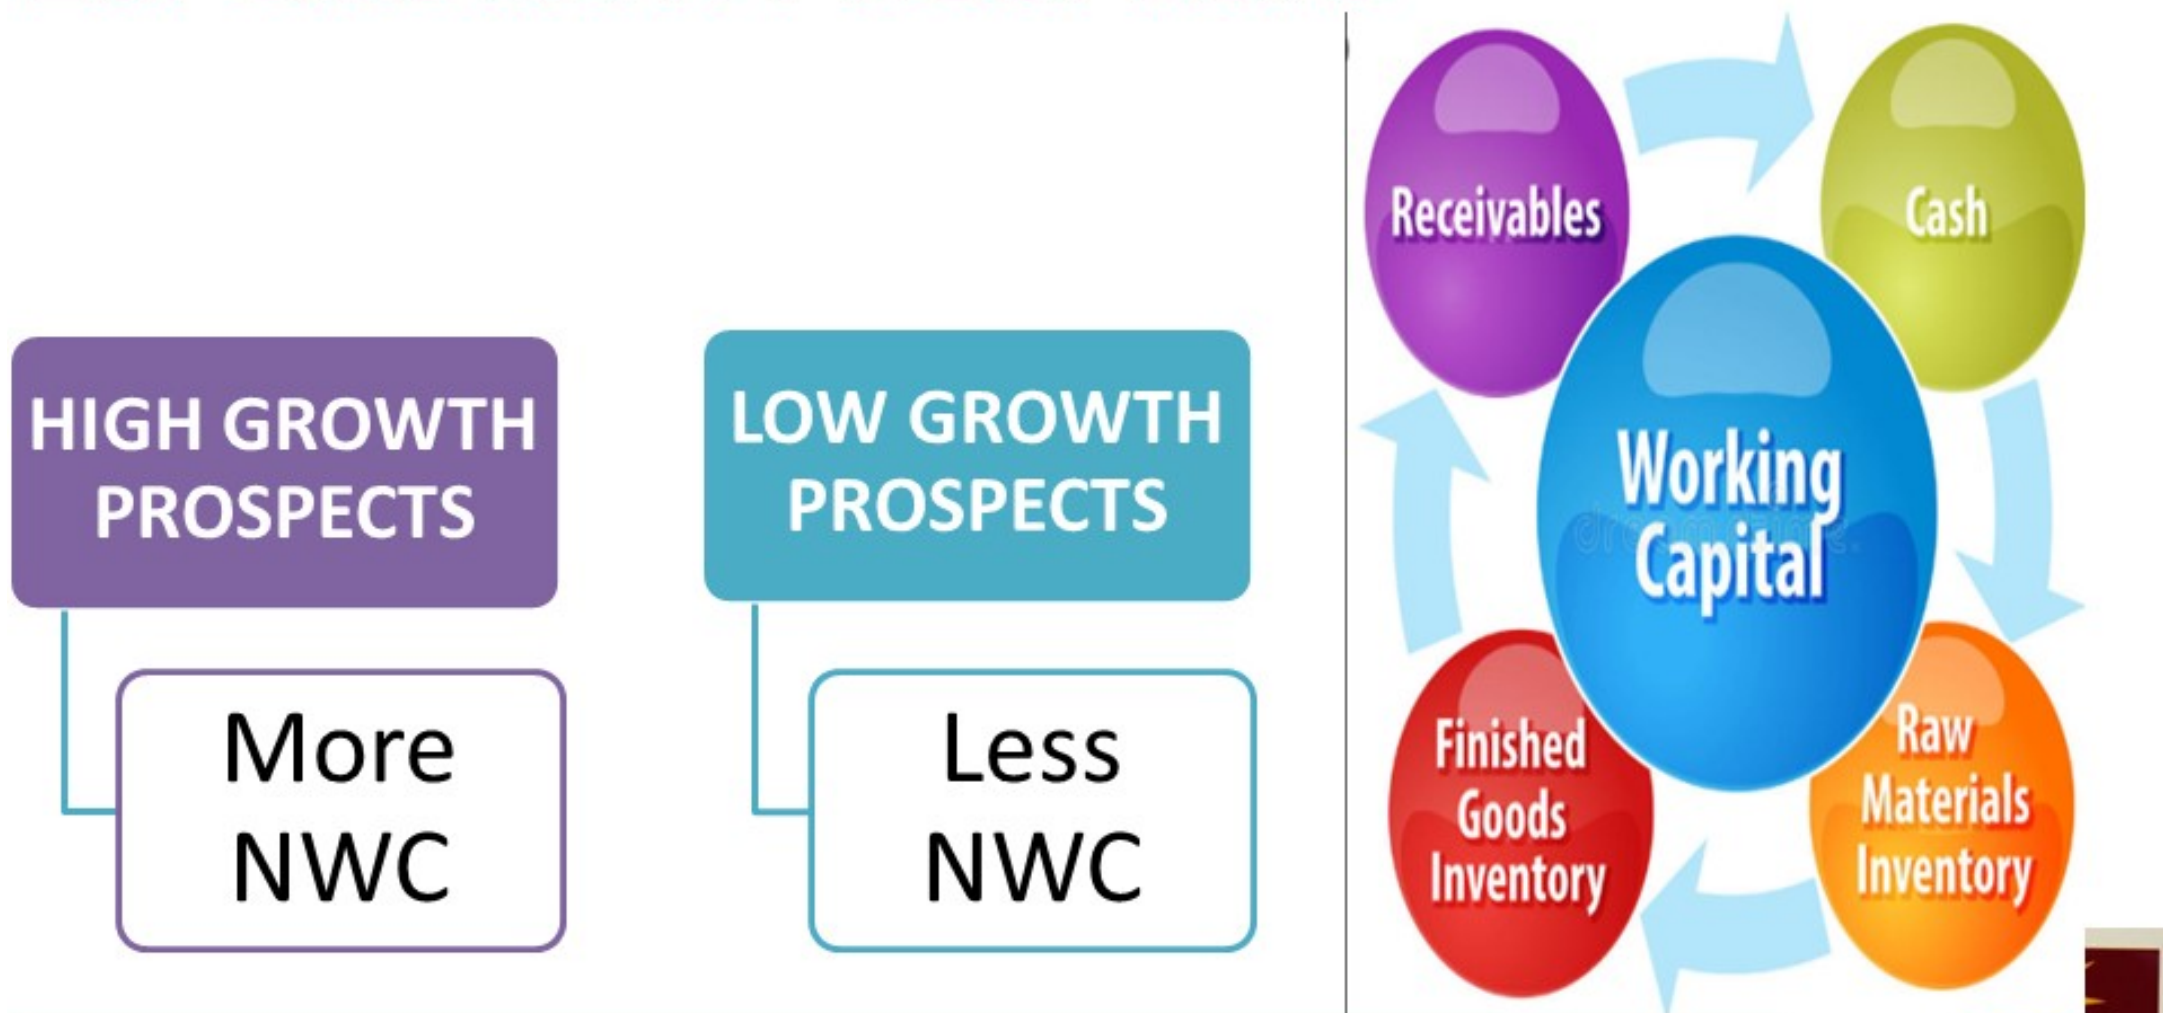 HIGH GROWTH
PROSPECTS
More
NWC
LOW GROWTH
PROSPECTS
Less
NWC
Receivables
Cash
Working
Capital
Finished
Goods
Inventory
Raw
Materials
Inventory